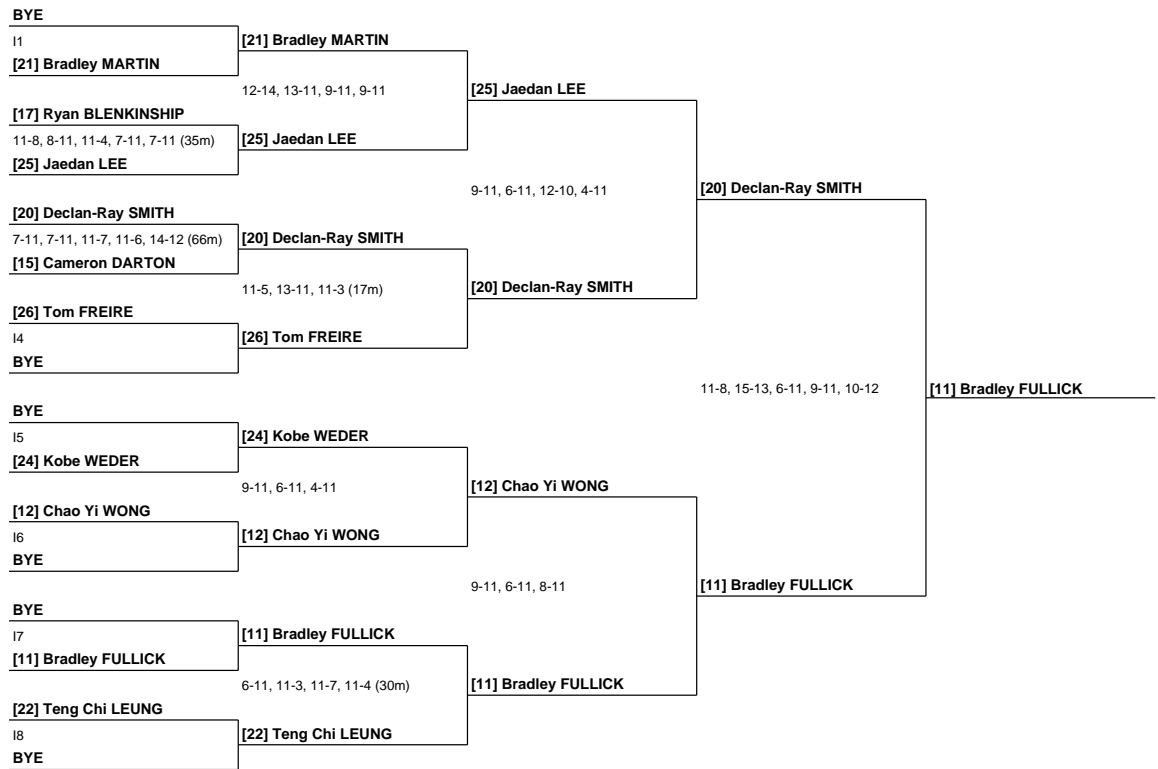 BYE
I1
[21] Bradley MARTIN
[21] Bradley MARTIN
12-14, 13-11, 9-11, 9-11
[25] Jaedan LEE
[17] Ryan BLENKINSHIP
11-8, 8-11, 11-4, 7-11, 7-11 (35m)
[25] Jaedan LEE
[25] Jaedan LEE
9-11, 6-11, 12-10, 4-11
[20] Declan-Ray SMITH
[20] Declan-Ray SMITH
7-11, 7-11, 11-7, 11-6, 14-12 (66m)
[20] Declan-Ray SMITH
[15] Cameron DARTON
11-5, 13-11, 11-3 (17m)
[20] Declan-Ray SMITH
[26] Tom FREIRE
I4
[26] Tom FREIRE
BYE
11-8, 15-13, 6-11, 9-11, 10-12
[11] Bradley FULLICK
BYE
I5
[24] Kobe WEDER
[24] Kobe WEDER
9-11, 6-11, 4-11
[12] Chao Yi WONG
[12] Chao Yi WONG
I6
[12] Chao Yi WONG
BYE
9-11, 6-11, 8-11
[11] Bradley FULLICK
BYE
I7
[11] Bradley FULLICK
[11] Bradley FULLICK
6-11, 11-3, 11-7, 11-4 (30m)
[11] Bradley FULLICK
[22] Teng Chi LEUNG
I8
[22] Teng Chi LEUNG
BYE